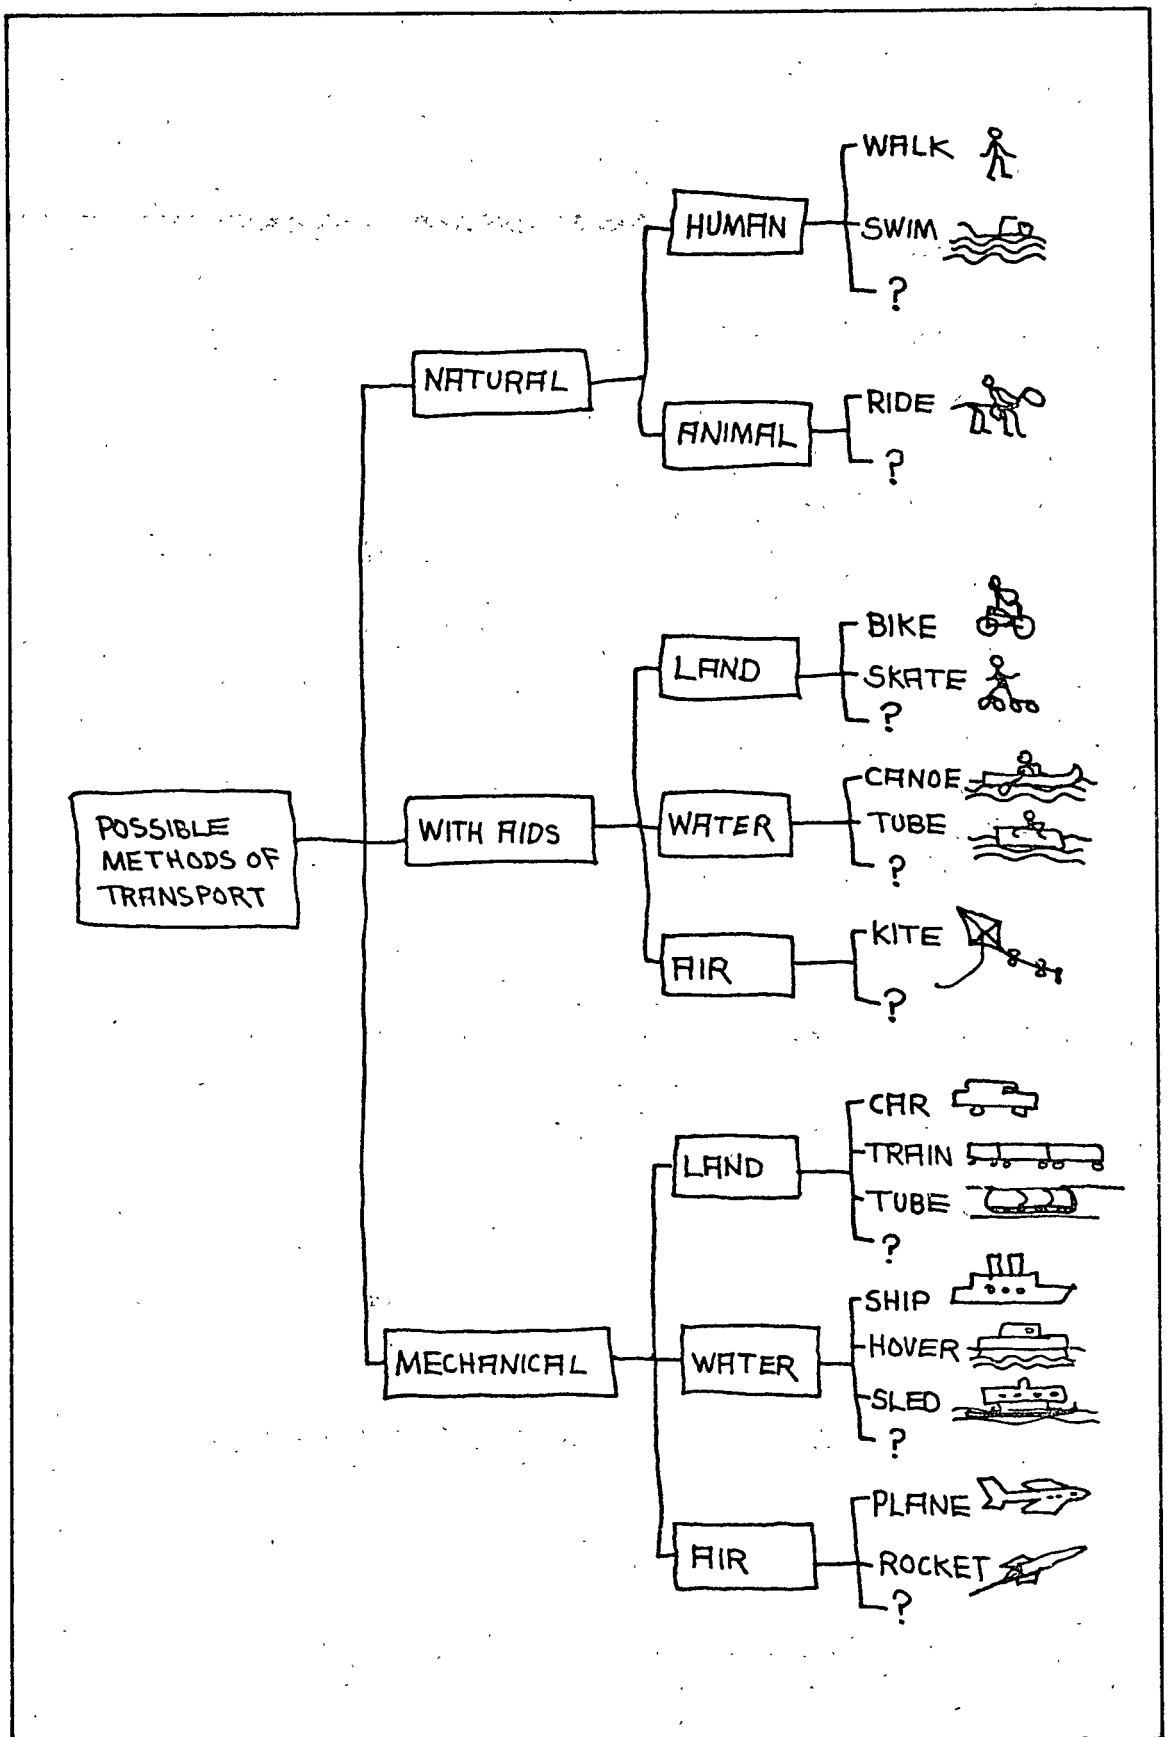 WALK
HUMAN
SWIM
?
NATURAL
RIDE
ANIMAL
?
BIKE
LAND
SKATE
?
CANOE
POSSIBLE
METHODS OF
TRANSPORT
WITH AIDS
WATER
TUBE
?
KITE
AIR
?
CAR
LAND
TRAIN
TUBE
?
SHIP
MECHANICAL
WATER
HOVER
SLED
?
PLANE
AIR
ROCKET
?